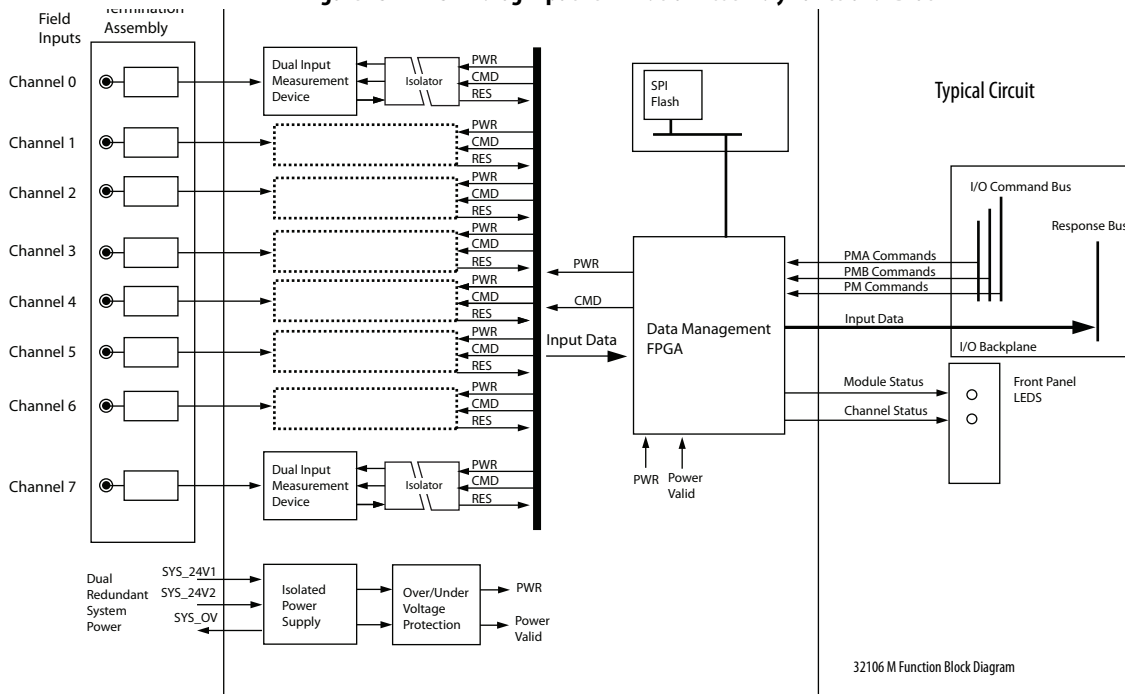 Field
Inputs
Assembly
Channel 0
Channel 1
Channel 2
Channel 3
Channel 4
Channel 5
Channel 6
Channel 7
Dual Input
Measurement
Device
Isolator
PWR
CMD
RES
PWR
CMD
RES
PWR
CMD
RES
PWR
CMD
RES
PWR
CMD
RES
PWR
CMD
RES
PWR
CMD
RES
Dual Input
Measurement
Device
Isolator
PWR
CMD
RES
SPI
Flash
PWR
CMD
Input Data
Data Management
FPGA
PWR
Power
Valid
Typical Circuit
I/O Command Bus
Response Bus
PMA Commands
PMB Commands
PM Commands
Input Data
I/O Backplane
Module Status
Channel Status
Front Panel
LEDS
Dual
Redundant
System
Power
SYS_24V1
SYS_24V2
SYS_OV
Isolated
Power
Supply
Over/Under
Voltage
Protection
PWR
Power
Valid
32106 M Function Block Diagram